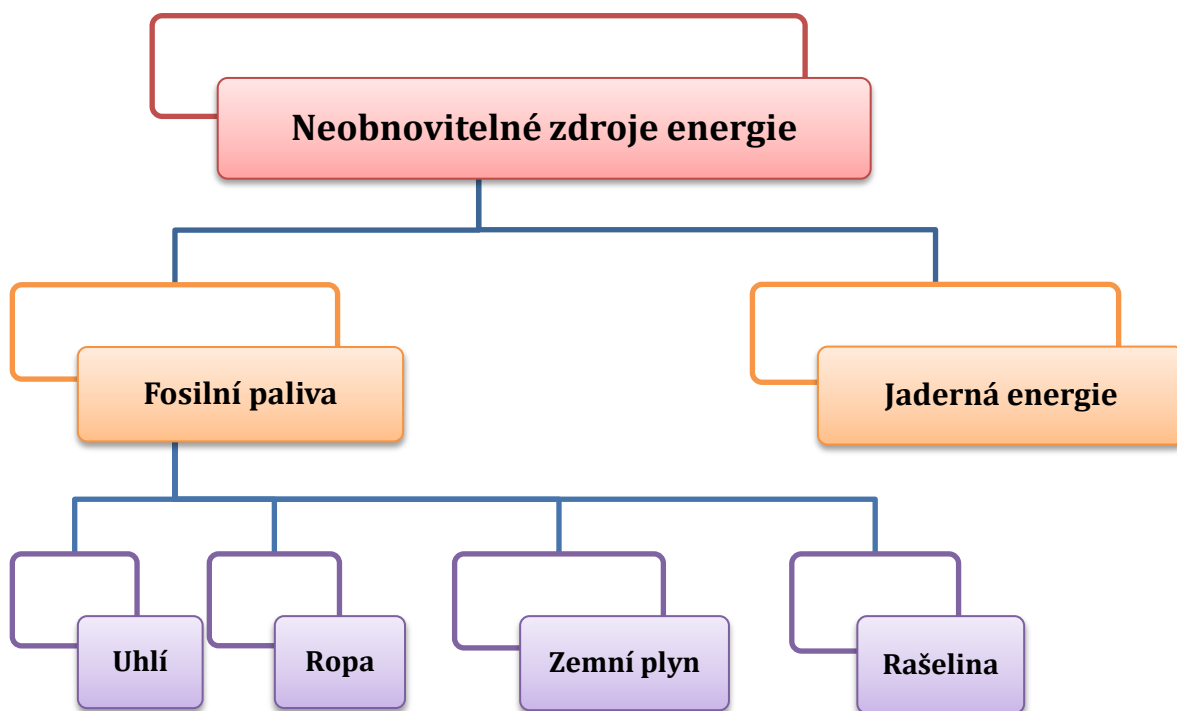 Neobnovitelné zdroje energie
Fosilní paliva
Jaderná energie
Uhlí
Ropa
Zemní plyn
Rašelina